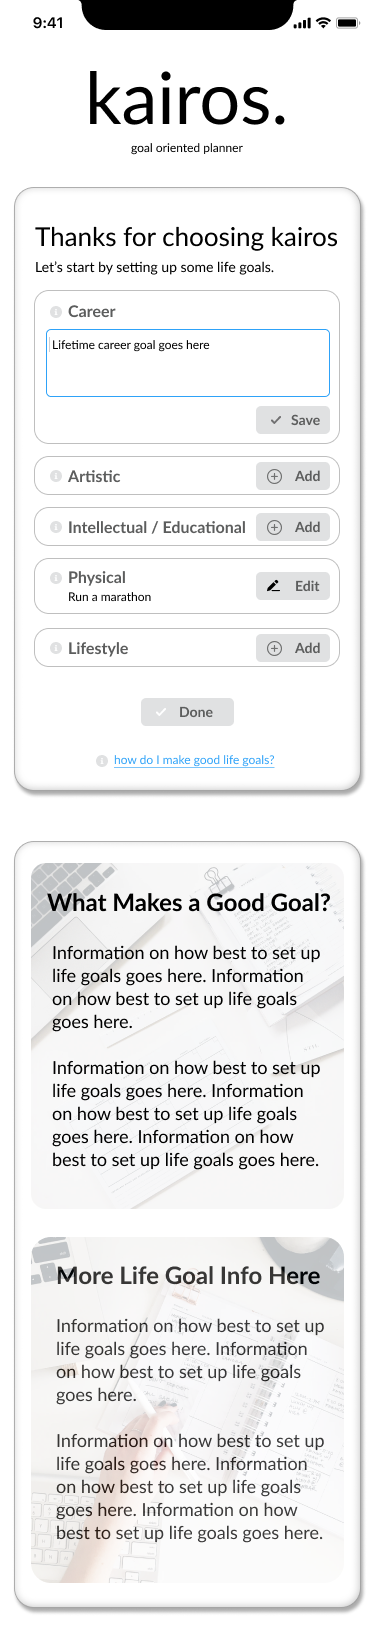 9:41
kairos.
goal oriented planner
Thanks for choosing kairos
Let's start by setting up some life goals.
Career
Lifetime career goal goes here
Save
Artistic
Add
Intellectual / Educational
Add
Physical
Run a marathon
Edit
Lifestyle
Add
Done
how do I make good life goals?
What Makes a Good Goal?
Information on how best to set up
life goals goes here. Information
on how best to set up life goals
goes here.
Information on how best to set up
life goals goes here. Information
on how best to set up life goals
goes here. Information on how
best to set up life goals goes here.
More Life Goal Info Here
Information on how best to set up
life goals goes here. Information
on how best to set up life goals
goes here.
Information on how best to set up
life goals goes here. Information
on how best to set up life goals
goes here. Information on how
best to set up life goals goes here.